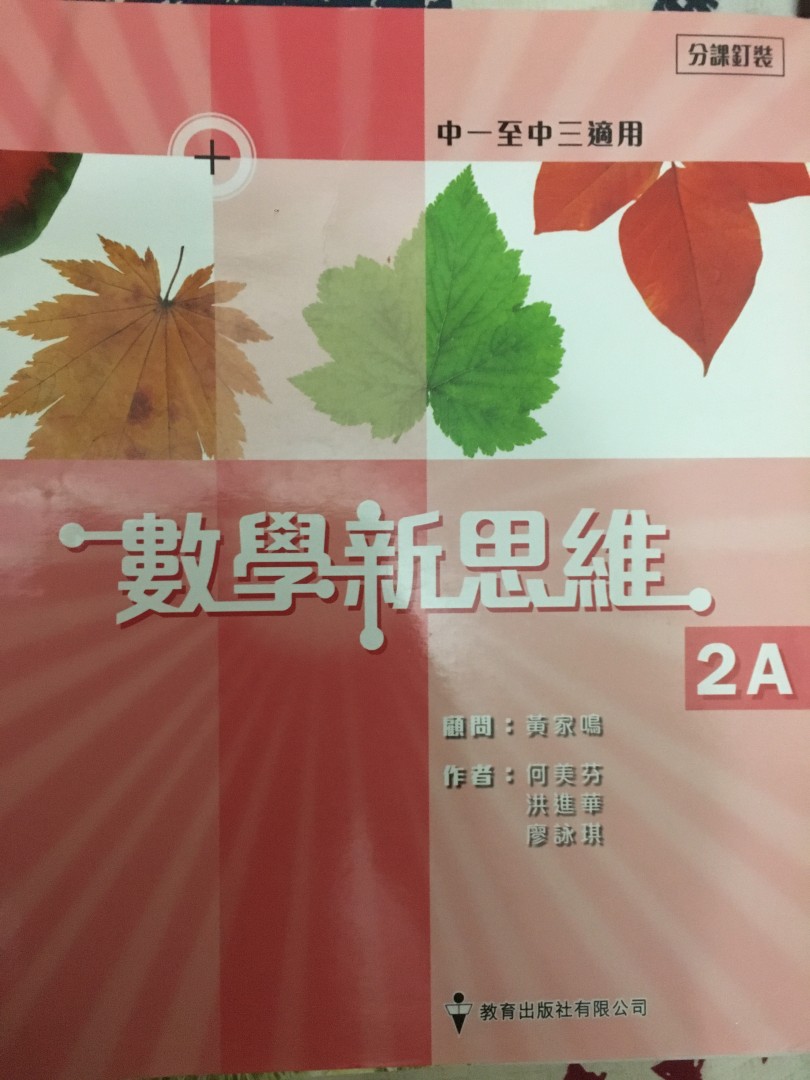 分課釘裝
中一至中三適用
數學新思維
2A
顧問：黃家鳴
作者：何美芬
洪進華
廖詠琪
教育出版社有限公司